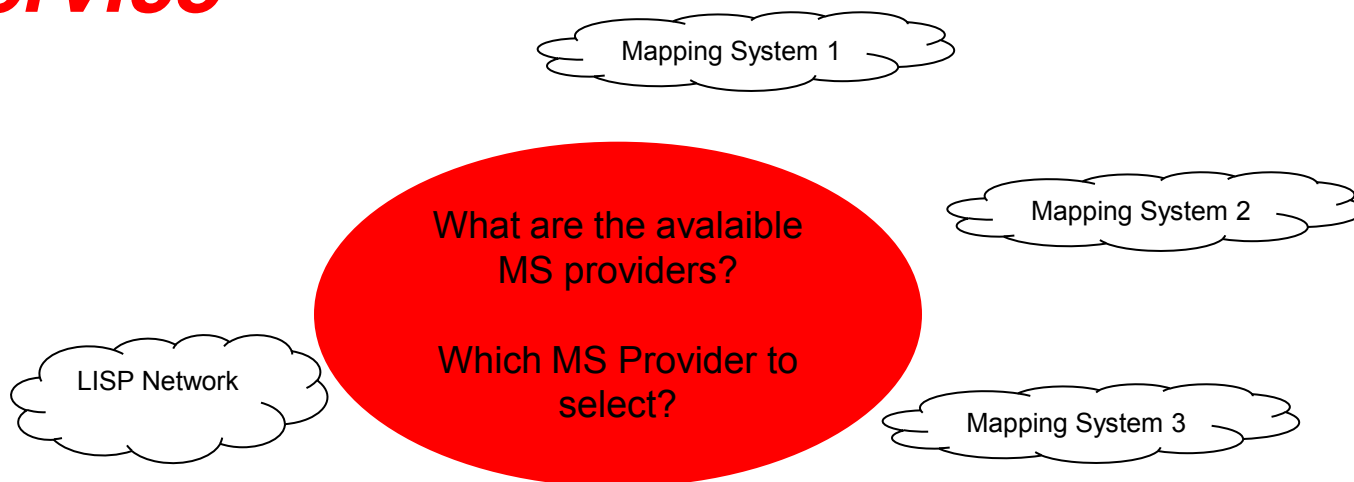 Mapping System 1
Mapping System 2
What are the avalaible
MS providers?
Which MS Provider to
select?
LISP Network
Mapping System 3